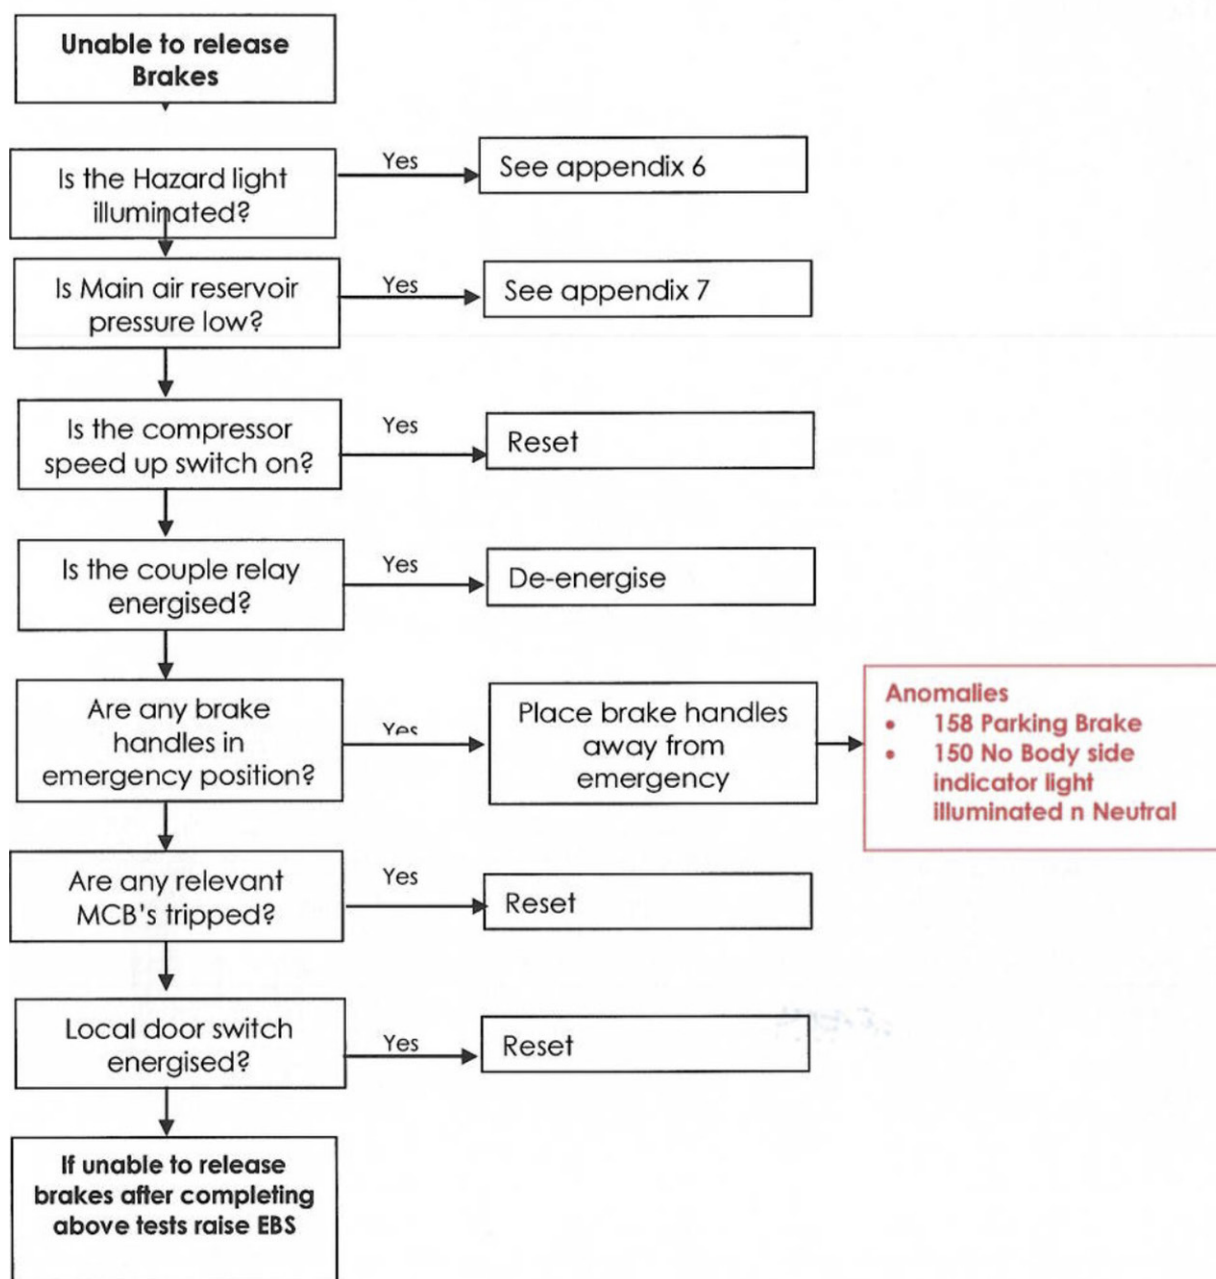 Unable to release
Brakes
Is the Hazard light
illuminated?
Yes
See appendix 6
Is Main air reservoir
pressure low?
Yes
See appendix 7
Is the compressor
speed up switch on?
Yes
Reset
Is the couple relay
energised?
Yes
De-energise
Are any brake
handles in
emergency position?
Yes
Place brake handles
away from
emergency
Anomalies
• 158 Parking Brake
• 150 No Body side
indicator light
illuminated n Neutral
Are any relevant
MCB's tripped?
Yes
Reset
Local door switch
energised?
Yes
Reset
If unable to release
brakes after completing
above tests raise EBS